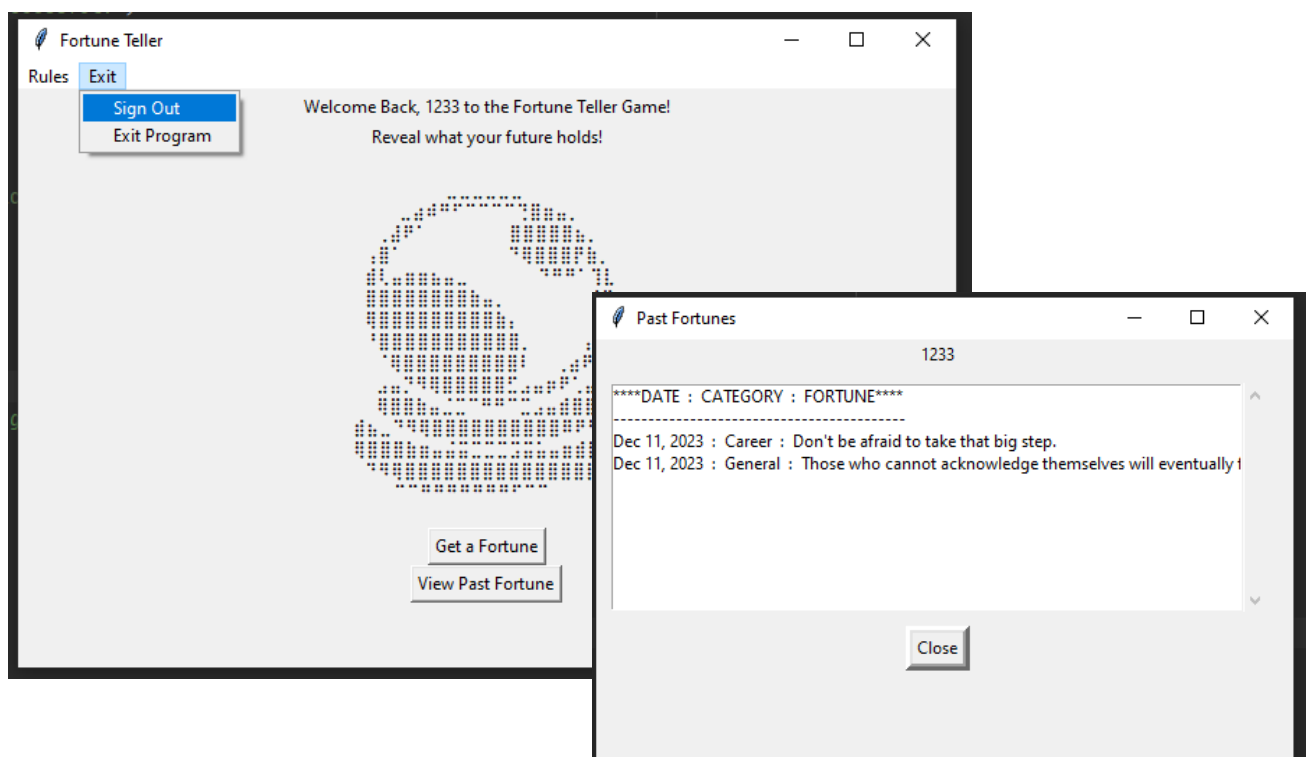 Fortune Teller
Rules Exit
Sign Out
Exit Program
Welcome Back, 1233 to the Fortune Teller Game!
Reveal what your future holds!
Get a Fortune
View Past Fortune
Past Fortunes
1233
****DATE : CATEGORY : FORTUNE****
------------------------------------------
Dec 11, 2023 : Career : Don't be afraid to take that big step.
Dec 11, 2023 : General : Those who cannot acknowledge themselves will eventually
Close